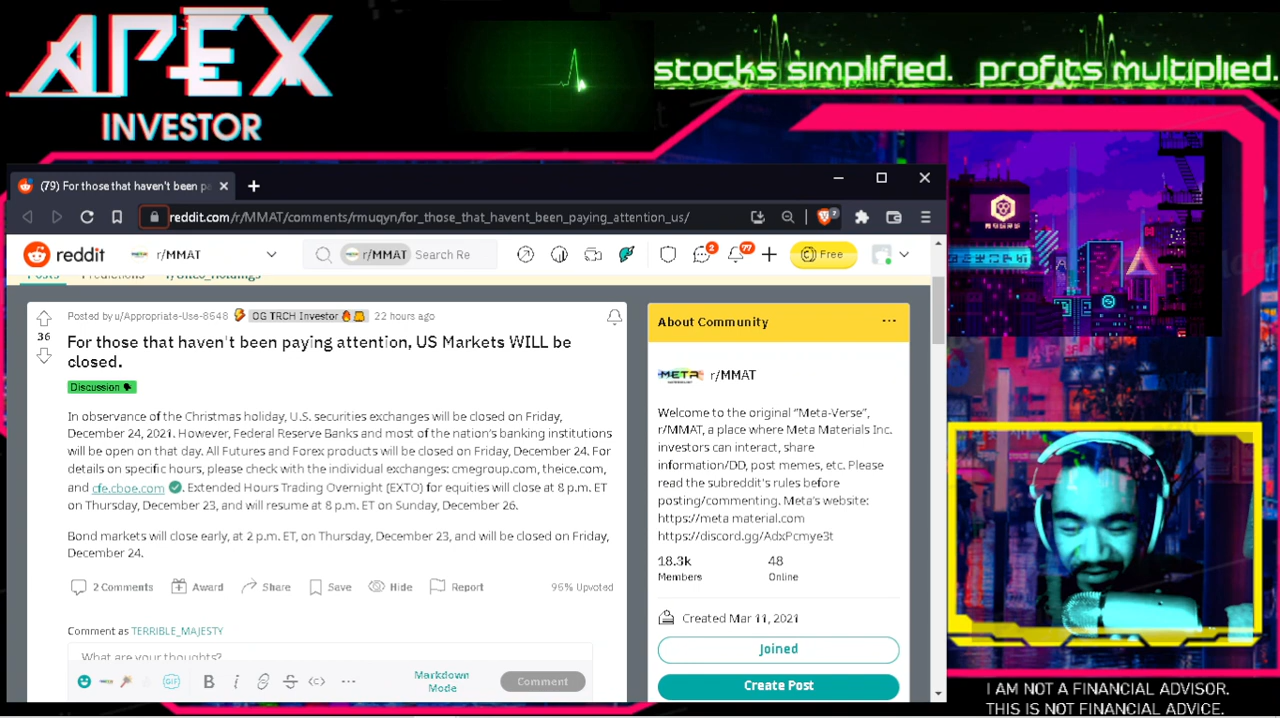 APEX
INVESTOR
stocks simplified. profits multiplied.
(79) For those that haven't been pa
reddit.com/r/MMAT/comments/rmuqyn/for_those_that_havent_been_paying_attention_us/
reddit
r/MMAT
r/MMAT Search Re
2
77
Free
Posts Predictions
Posted by u/Appropriate-Use-8548 OG TRCH Investor 22 hours ago
36
For those that haven't been paying attention, US Markets WILL be
closed.
Discussion
In observance of the Christmas holiday, U.S. securities exchanges will be closed on Friday,
December 24, 2021. However, Federal Reserve Banks and most of the nation's banking institutions
will be open on that day. All Futures and Forex products will be closed on Friday, December 24. For
details on specific hours, please check with the individual exchanges: cmegroup.com, theice.com,
and cfe.cboe.com . Extended Hours Trading Overnight (EXTO) for equities will close at 8 p.m. ET
on Thursday, December 23, and will resume at 8 p.m. ET on Sunday, December 26.
Bond markets will close early, at 2 p.m. ET, on Thursday, December 23, and will be closed on Friday,
December 24.
2 Comments Award Share Save Hide Report 95% Upvoted
Comment as TERRIBLE_MAJESTY
What are your thoughts?
GIF B i
Markdown
Mode
Comment
About Community
META r/MMAT
Welcome to the original "Meta-Verse",
r/MMAT, a place where Meta Materials Inc.
investors can interact, share
information/DD, post memes, etc. Please
read the subreddit's rules before
posting/commenting. Meta's website:
https://metamaterial.com
https://discord.gg/AdxPcmye3t
18.3k 48
Members Online
Created Mar 11, 2021
Joined
Create Post
I AM NOT A FINANCIAL ADVISOR.
THIS IS NOT FINANCIAL ADVICE.